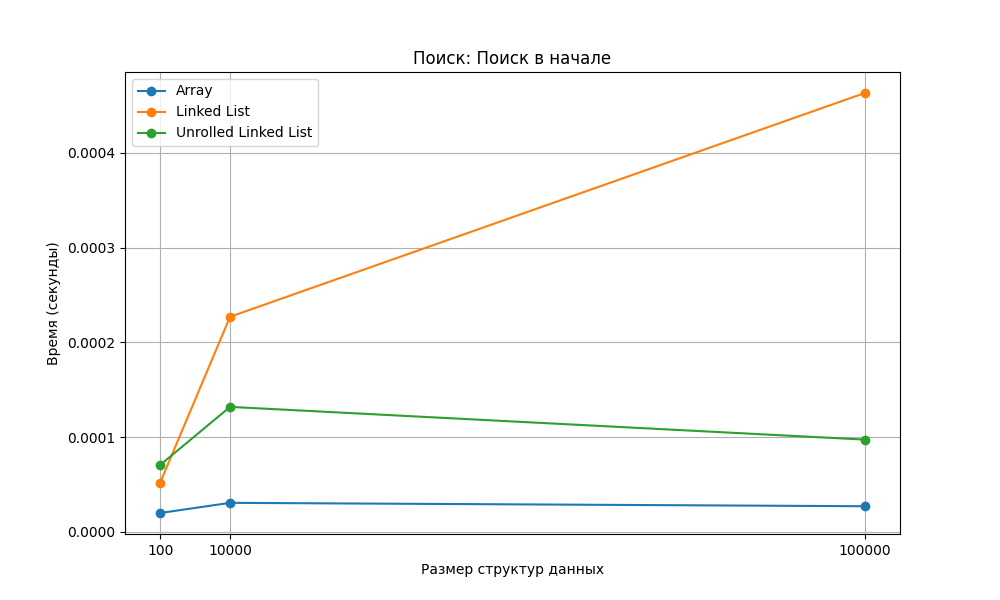 Поиск: Поиск в начале
Array
Linked List
Unrolled Linked List
0.0004
0.0003
0.0002
0.0001
0.0000
Время (секунды)
100
10000
100000
Размер структур данных